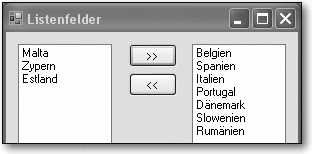 Listenfelder
Malta
Zypern
Estland
>>
<<
Belgien
Spanien
Italien
Portugal
Dänemark
Slowenien
Rumänien